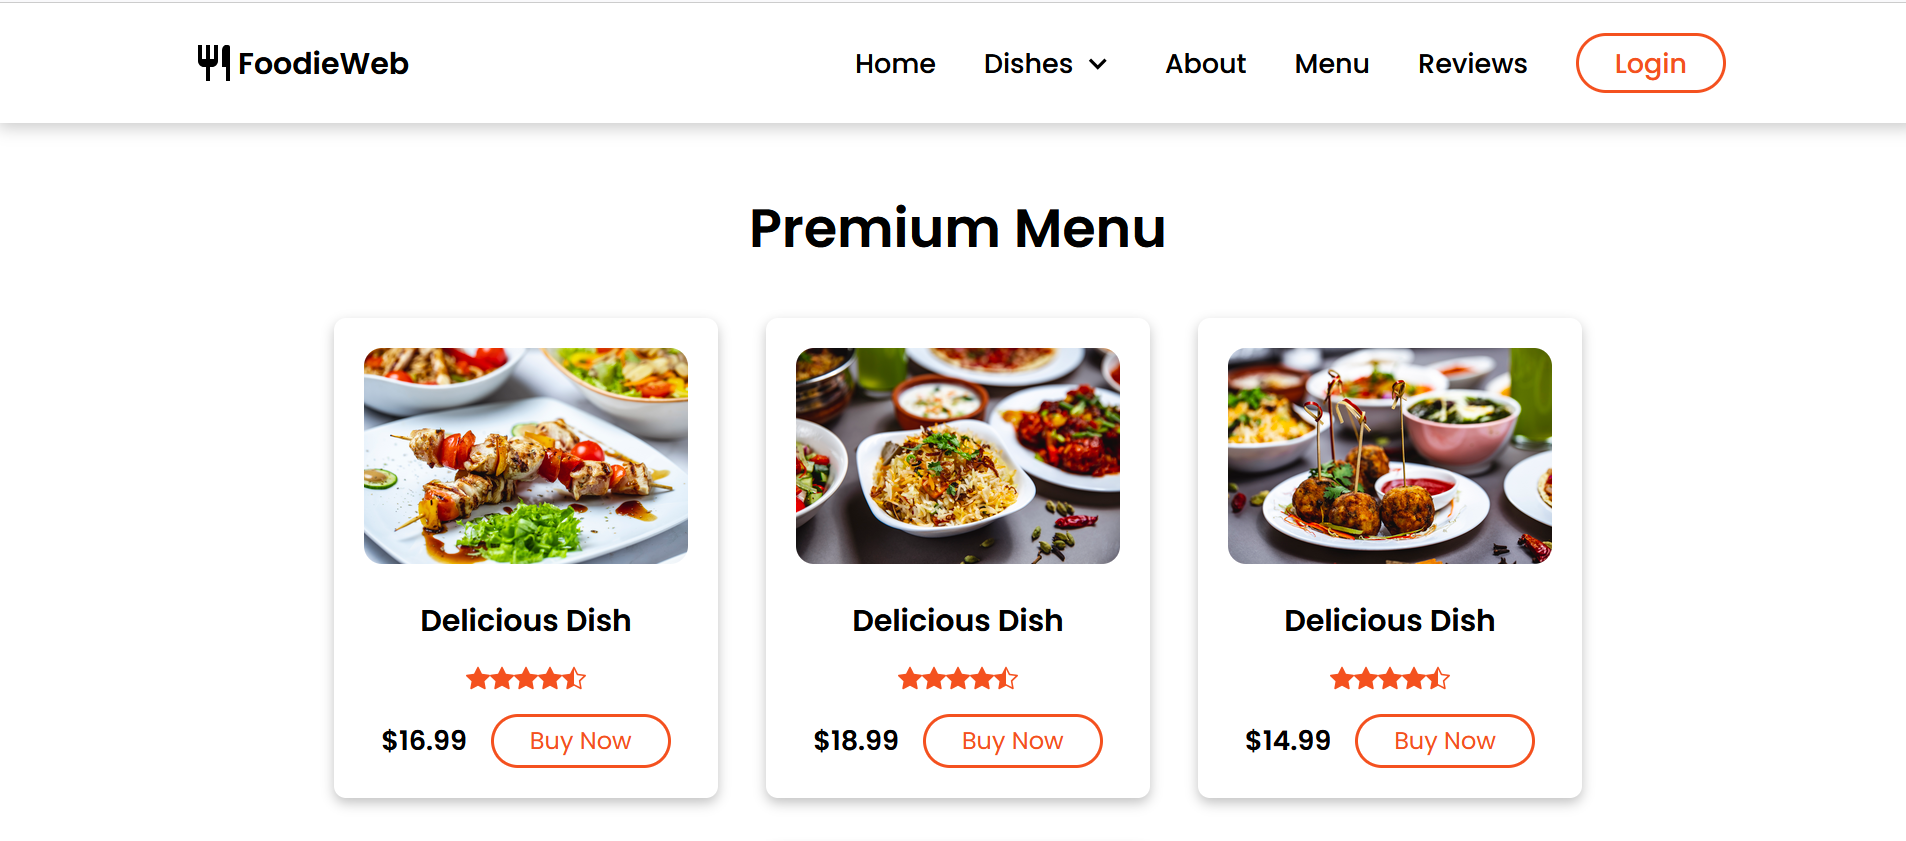 FoodieWeb Home Dishes About Menu Reviews Login
Premium Menu
Delicious Dish Delicious Dish Delicious Dish
$16.99 Buy Now $18.99 Buy Now $14.99 Buy Now